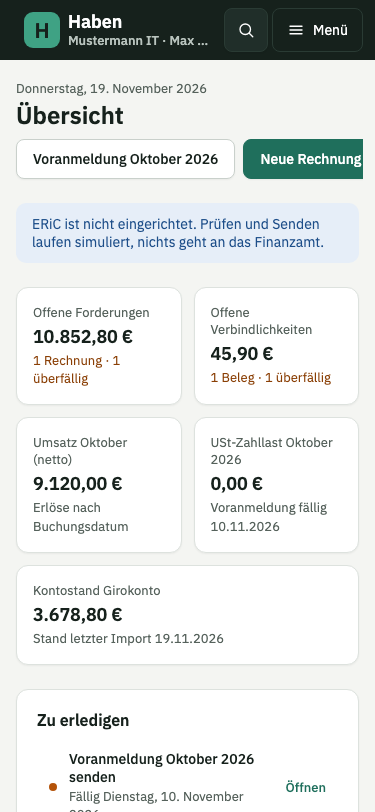 H
Haben
Mustermann IT · Max ...
Menü
Donnerstag, 19. November 2026
Übersicht
Voranmeldung Oktober 2026
Neue Rechnung
ERiC ist nicht eingerichtet. Prüfen und Senden
laufen simuliert, nichts geht an das Finanzamt.
Offene Forderungen
10.852,80 €
1 Rechnung · 1
überfällig
Offene
Verbindlichkeiten
45,90 €
1 Beleg · 1 überfällig
Umsatz Oktober
(netto)
9.120,00 €
Erlöse nach
Buchungsdatum
USt-Zahllast Oktober
2026
0,00 €
Voranmeldung fällig
10.11.2026
Kontostand Girokonto
3.678,80 €
Stand letzter Import 19.11.2026
Zu erledigen
Voranmeldung Oktober 2026
senden
Fällig Dienstag, 10. November
Öffnen